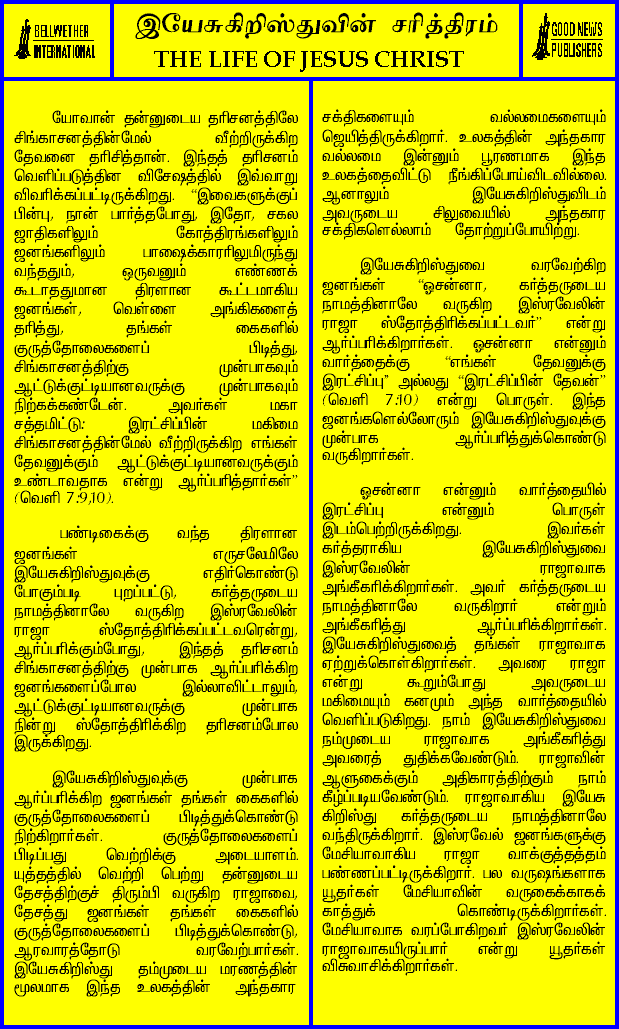 BELLWETHER
INTERNATIONAL
இயேசுகிறிஸ்துவின் சரித்திரம்
THE LIFE OF JESUS CHRIST
GOOD NEWS
PUBLISHERS
யோவான் தன்னுடைய தரிசனத்திலே
சிங்காசனத்தின்மேல் வீற்றிருக்கிற
தேவனை தரிசித்தான். இந்தத் தரிசனம்
வெளிப்படுத்தின விசேஷத்தில் இவ்வாறு
விவரிக்கப்பட்டிருக்கிறது. “இவைகளுக்குப்
பின்பு, நான் பார்த்தபோது, இதோ, சகல
ஜாதிகளிலும் கோத்திரங்களிலும்
ஜனங்களிலும் பாஷைக்காரரிலுமிருந்து
வந்ததும், ஒருவனும் எண்ணக்
கூடாததுமான திரளான கூட்டமாகிய
ஜனங்கள், வெள்ளை அங்கிகளைத்
தரித்து, தங்கள் கைகளில்
குருத்தோலைகளைப் பிடித்து,
சிங்காசனத்திற்கு முன்பாகவும்
ஆட்டுக்குட்டியானவருக்கு முன்பாகவும்
நிற்கக்கண்டேன். அவர்கள் மகா
சத்தமிட்டு: இரட்சிப்பின் மகிமை
சிங்காசனத்தின்மேல் வீற்றிருக்கிற எங்கள்
தேவனுக்கும் ஆட்டுக்குட்டியானவருக்கும்
உண்டாவதாக என்று ஆர்ப்பரித்தார்கள்”
(வெளி 7:9,10).
பண்டிகைக்கு வந்த திரளான
ஜனங்கள் எருசலேமிலே
இயேசுகிறிஸ்துவுக்கு எதிர்கொண்டு
போகும்படி புறப்பட்டு, கர்த்தருடைய
நாமத்தினாலே வருகிற இஸ்ரவேலின்
ராஜா ஸ்தோத்திரிக்கப்பட்டவரென்று,
ஆர்ப்பரிக்கும்போது, இந்தத் தரிசனம்
சிங்காசனத்திற்கு முன்பாக ஆர்ப்பரிக்கிற
ஜனங்களைப்போல இல்லாவிட்டாலும்,
ஆட்டுக்குட்டியானவருக்கு முன்பாக
நின்று ஸ்தோத்திரிக்கிற தரிசனம்போல
இருக்கிறது.
இயேசுகிறிஸ்துவுக்கு முன்பாக
ஆர்ப்பரிக்கிற ஜனங்கள் தங்கள் கைகளில்
குருத்தோலைகளைப் பிடித்துக்கொண்டு
நிற்கிறார்கள். குருத்தோலைகளைப்
பிடிப்பது வெற்றிக்கு அடையாளம்.
யுத்தத்தில் வெற்றி பெற்று தன்னுடைய
தேசத்திற்குச் திரும்பி வருகிற ராஜாவை,
தேசத்து ஜனங்கள் தங்கள் கைகளில்
குருத்தோலைகளைப் பிடித்துக்கொண்டு,
ஆரவாரத்தோடு வரவேற்பார்கள்.
இயேசுகிறிஸ்து தம்முடைய மரணத்தின்
மூலமாக இந்த உலகத்தின் அந்தகார
சக்திகளையும் வல்லமைகளையும்
ஜெயித்திருக்கிறார். உலகத்தின் அந்தகார
வல்லமை இன்னும் பூரணமாக இந்த
உலகத்தைவிட்டு நீங்கிப்போய்விடவில்லை.
ஆனாலும் இயேசுகிறிஸ்துவிடம்
அவருடைய சிலுவையில் அந்தகார
சக்திகளெல்லாம் தோற்றுப்போயிற்று.
இயேசுகிறிஸ்துவை வரவேற்கிற
ஜனங்கள் “ஓசன்னா, கர்த்தருடைய
நாமத்தினாலே வருகிற இஸ்ரவேலின்
ராஜா ஸ்தோத்திரிக்கப்பட்டவர்” என்று
ஆர்ப்பரிக்கிறார்கள். ஓசன்னா என்னும்
வார்த்தைக்கு “எங்கள் தேவனுக்கு
இரட்சிப்பு” அல்லது “இரட்சிப்பின் தேவன்”
(வெளி 7:10) என்று பொருள். இந்த
ஜனங்களெல்லோரும் இயேசுகிறிஸ்துவுக்கு
முன்பாக ஆர்ப்பரித்துக்கொண்டு
வருகிறார்கள்.
ஓசன்னா என்னும் வார்த்தையில்
இரட்சிப்பு என்னும் பொருள்
இடம்பெற்றிருக்கிறது. இவர்கள்
கர்த்தராகிய இயேசுகிறிஸ்துவை
இஸ்ரவேலின் ராஜாவாக
அங்கீகரிக்கிறார்கள். அவர் கர்த்தருடைய
நாமத்தினாலே வருகிறார் என்றும்
அங்கீகரித்து ஆர்ப்பரிக்கிறார்கள்.
இயேசுகிறிஸ்துவைத் தங்கள் ராஜாவாக
ஏற்றுக்கொள்கிறார்கள். அவரை ராஜா
என்று கூறும்போது அவருடைய
மகிமையும் கனமும் அந்த வார்த்தையில்
வெளிப்படுகிறது. நாம் இயேசுகிறிஸ்துவை
நம்முடைய ராஜாவாக அங்கீகரித்து
அவரைத் துதிக்கவேண்டும். ராஜாவின்
ஆளுகைக்கும் அதிகாரத்திற்கும் நாம்
கீழ்ப்படியவேண்டும். ராஜாவாகிய இயேசு
கிறிஸ்து கர்த்தருடைய நாமத்தினாலே
வந்திருக்கிறார். இஸ்ரவேல் ஜனங்களுக்கு
மேசியாவாகிய ராஜா வாக்குத்தத்தம்
பண்ணப்பட்டிருக்கிறார். பல வருஷங்களாக
யூதர்கள் மேசியாவின் வருகைக்காகக்
காத்துக் கொண்டிருக்கிறார்கள்.
மேசியாவாக வரப்போகிறவர் இஸ்ரவேலின்
ராஜாவாகயிருப்பார் என்று யூதர்கள்
விசுவாசிக்கிறார்கள்.